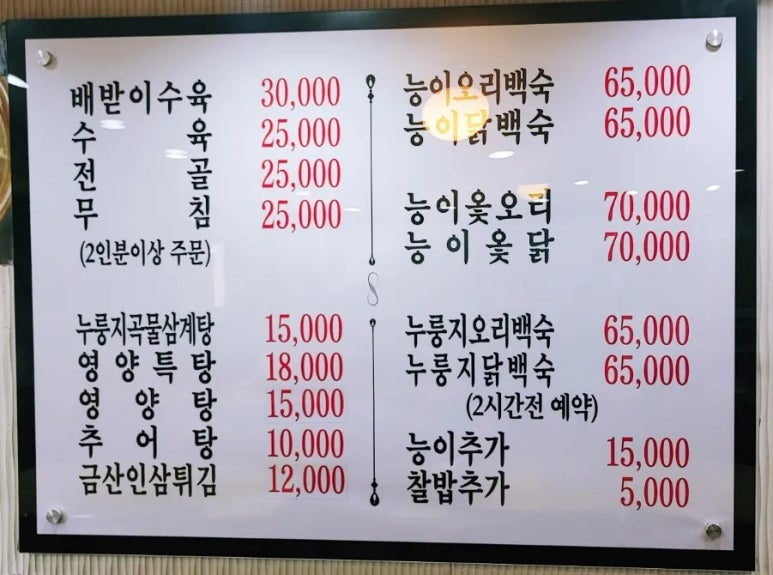 배받이수육 30,000
수육 25,000
전골 25,000
무침 25,000
(2인분이상 주문)
누룽지곡물삼계탕 15,000
영양특탕 18,000
영양탕 15,000
추어탕 10,000
금산인삼튀김 12,000
능이오리백숙 65,000
능이닭백숙 65,000
능이옻오리 70,000
능이옻닭 70,000
누룽지오리백숙 65,000
누룽지닭백숙 65,000
(2시간전 예약)
능이추가 15,000
찰밥추가 5,000